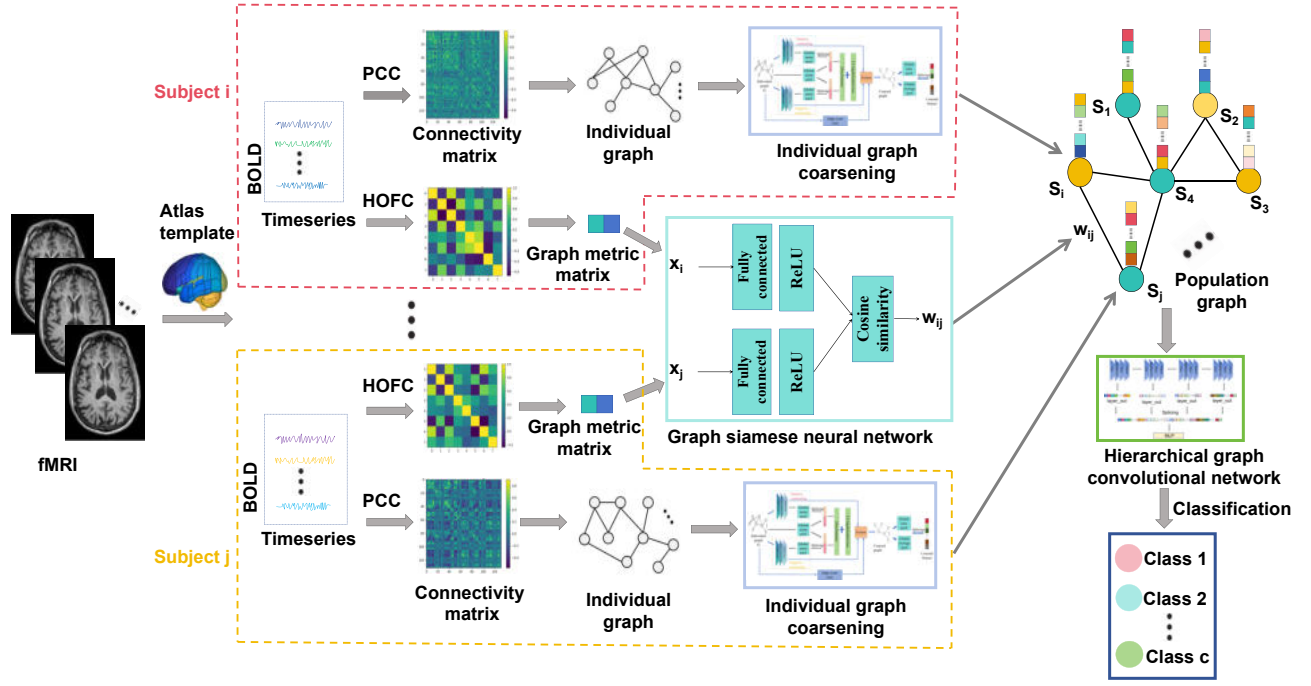 Subject i
BOLD
Timeseries
PCC
Connectivity
matrix
Individual
graph
Individual graph
coarsening
HOFC
Graph metric
matrix
fMRI
Atlas
template
x_i
Fully
connected
ReLU
x_j
Fully
connected
ReLU
Cosine
similarity
w_ij
Graph siamese neural network
Subject j
BOLD
Timeseries
HOFC
Graph metric
matrix
PCC
Connectivity
matrix
Individual
graph
Individual graph
coarsening
S_1
S_2
S_i
S_4
S_3
w_ij
S_j
Population
graph
Hierarchical graph
convolutional network
Classification
Class 1
Class 2
Class c